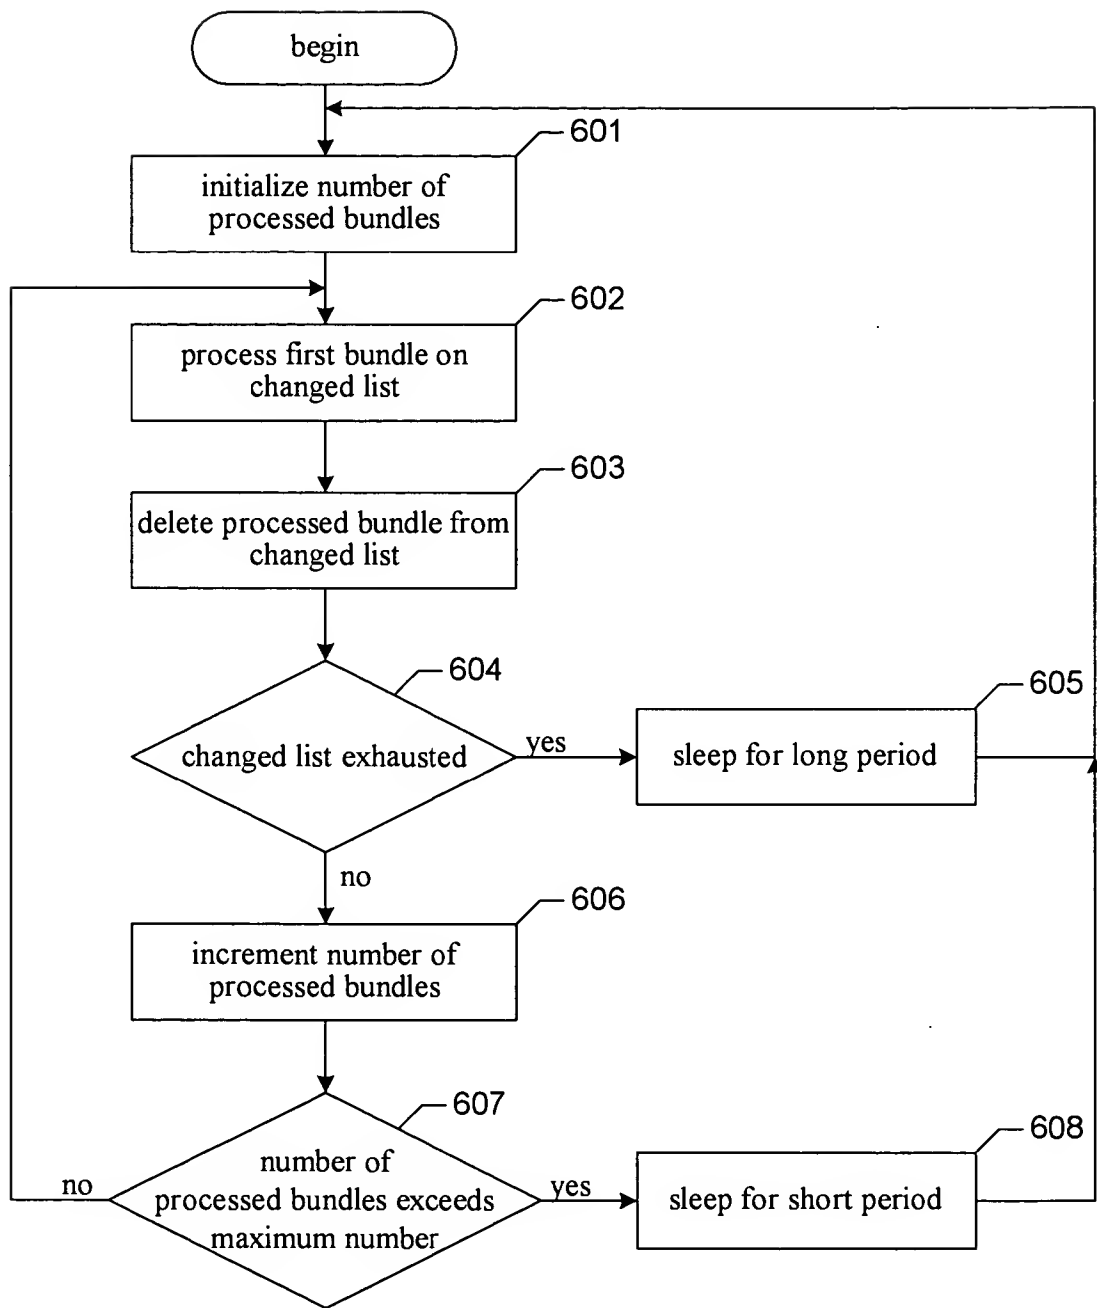 begin
601
initialize number of
processed bundles
602
process first bundle on
changed list
603
delete processed bundle from
changed list
604
changed list exhausted
yes
605
sleep for long period
no
606
increment number of
processed bundles
607
number of
processed bundles exceeds
maximum number
no
yes
608
sleep for short period